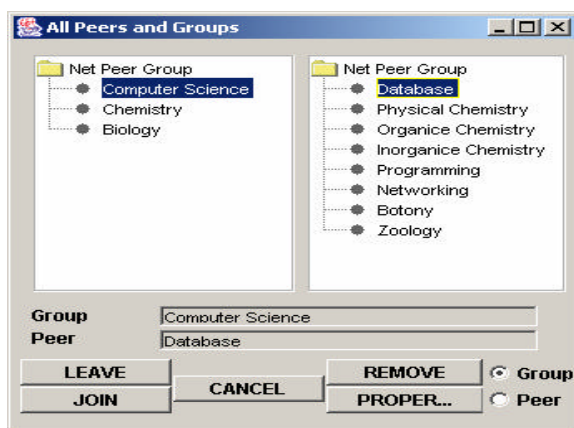 All Peers and Groups
Net Peer Group
Computer Science
Chemistry
Biology
Net Peer Group
Database
Physical Chemistry
Organice Chemistry
Inorganice Chemistry
Programming
Networking
Botony
Zoology
Group Computer Science
Peer Database
LEAVE
JOIN
CANCEL
REMOVE
PROPER...
Group
Peer